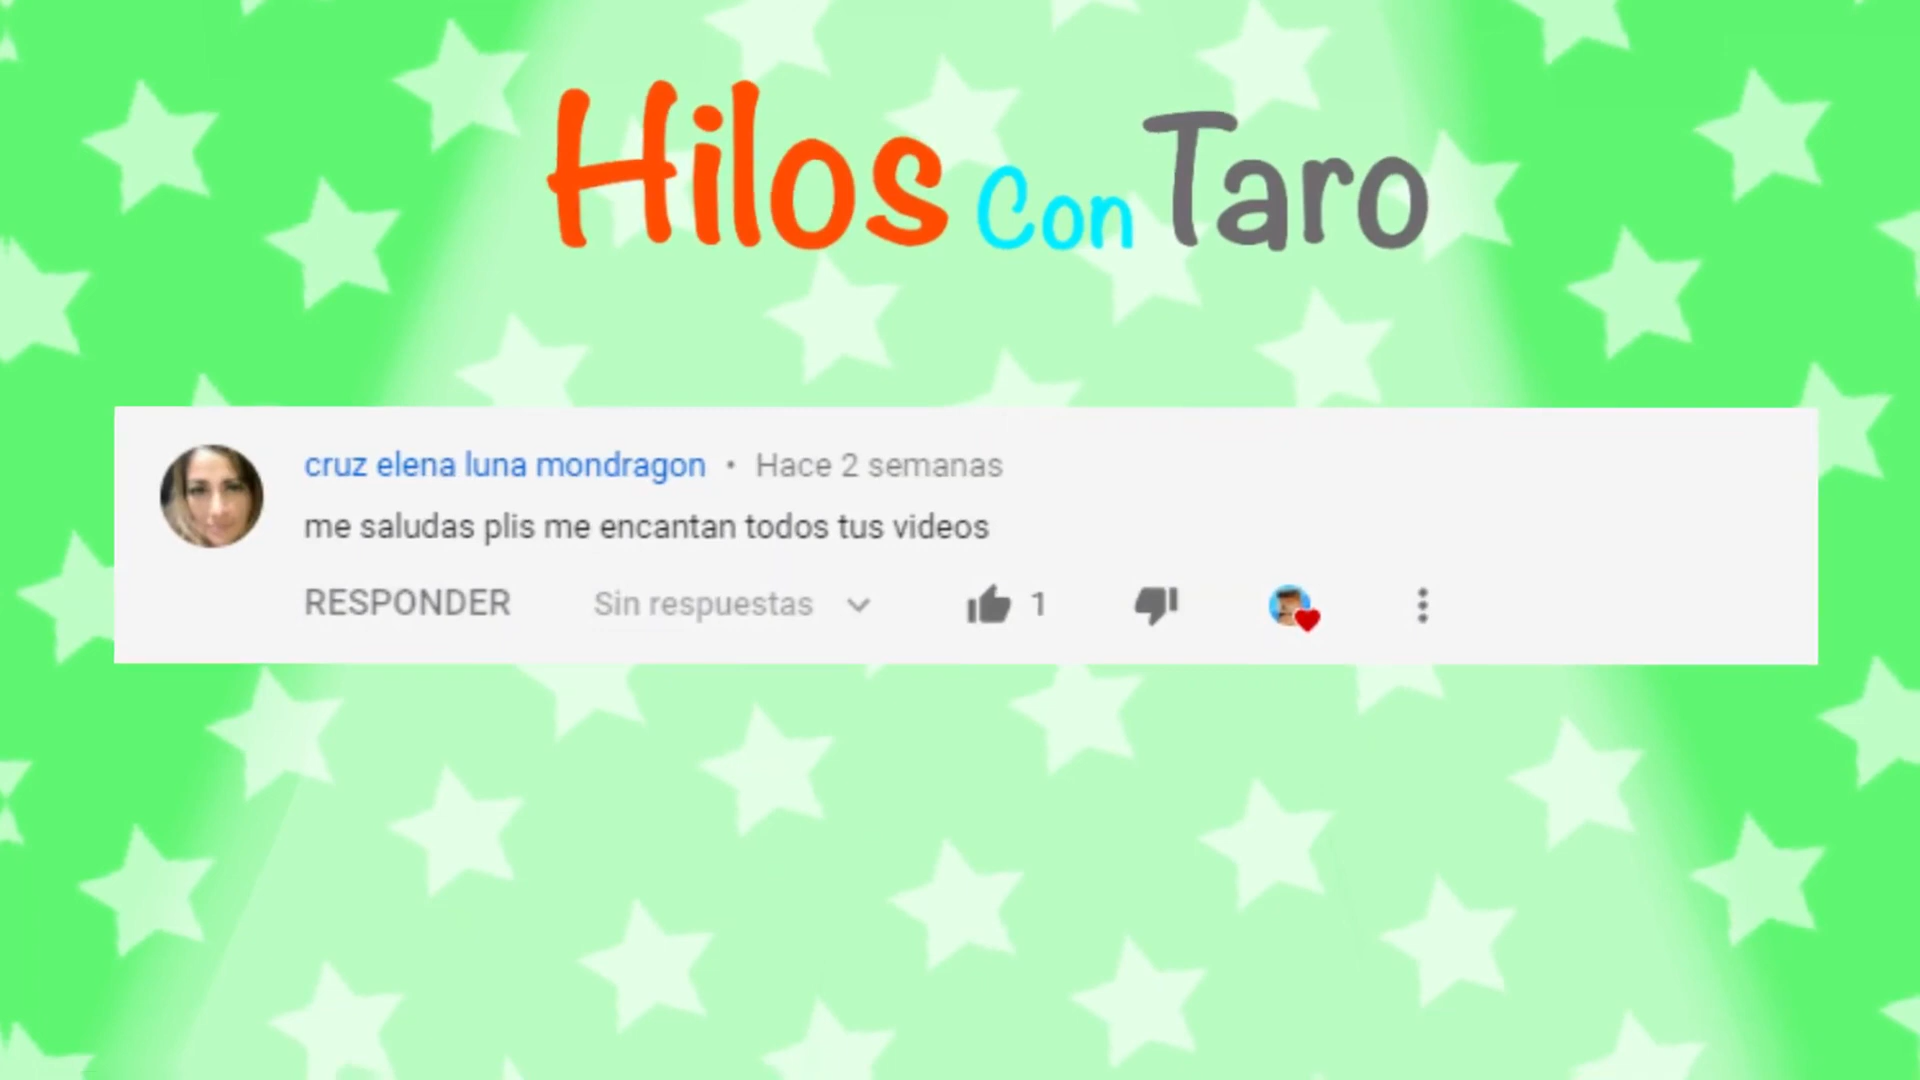 Hilos Con Taro
cruz elena luna mondragon • Hace 2 semanas
me saludas plis me encantan todos tus videos
RESPONDER Sin respuestas 1